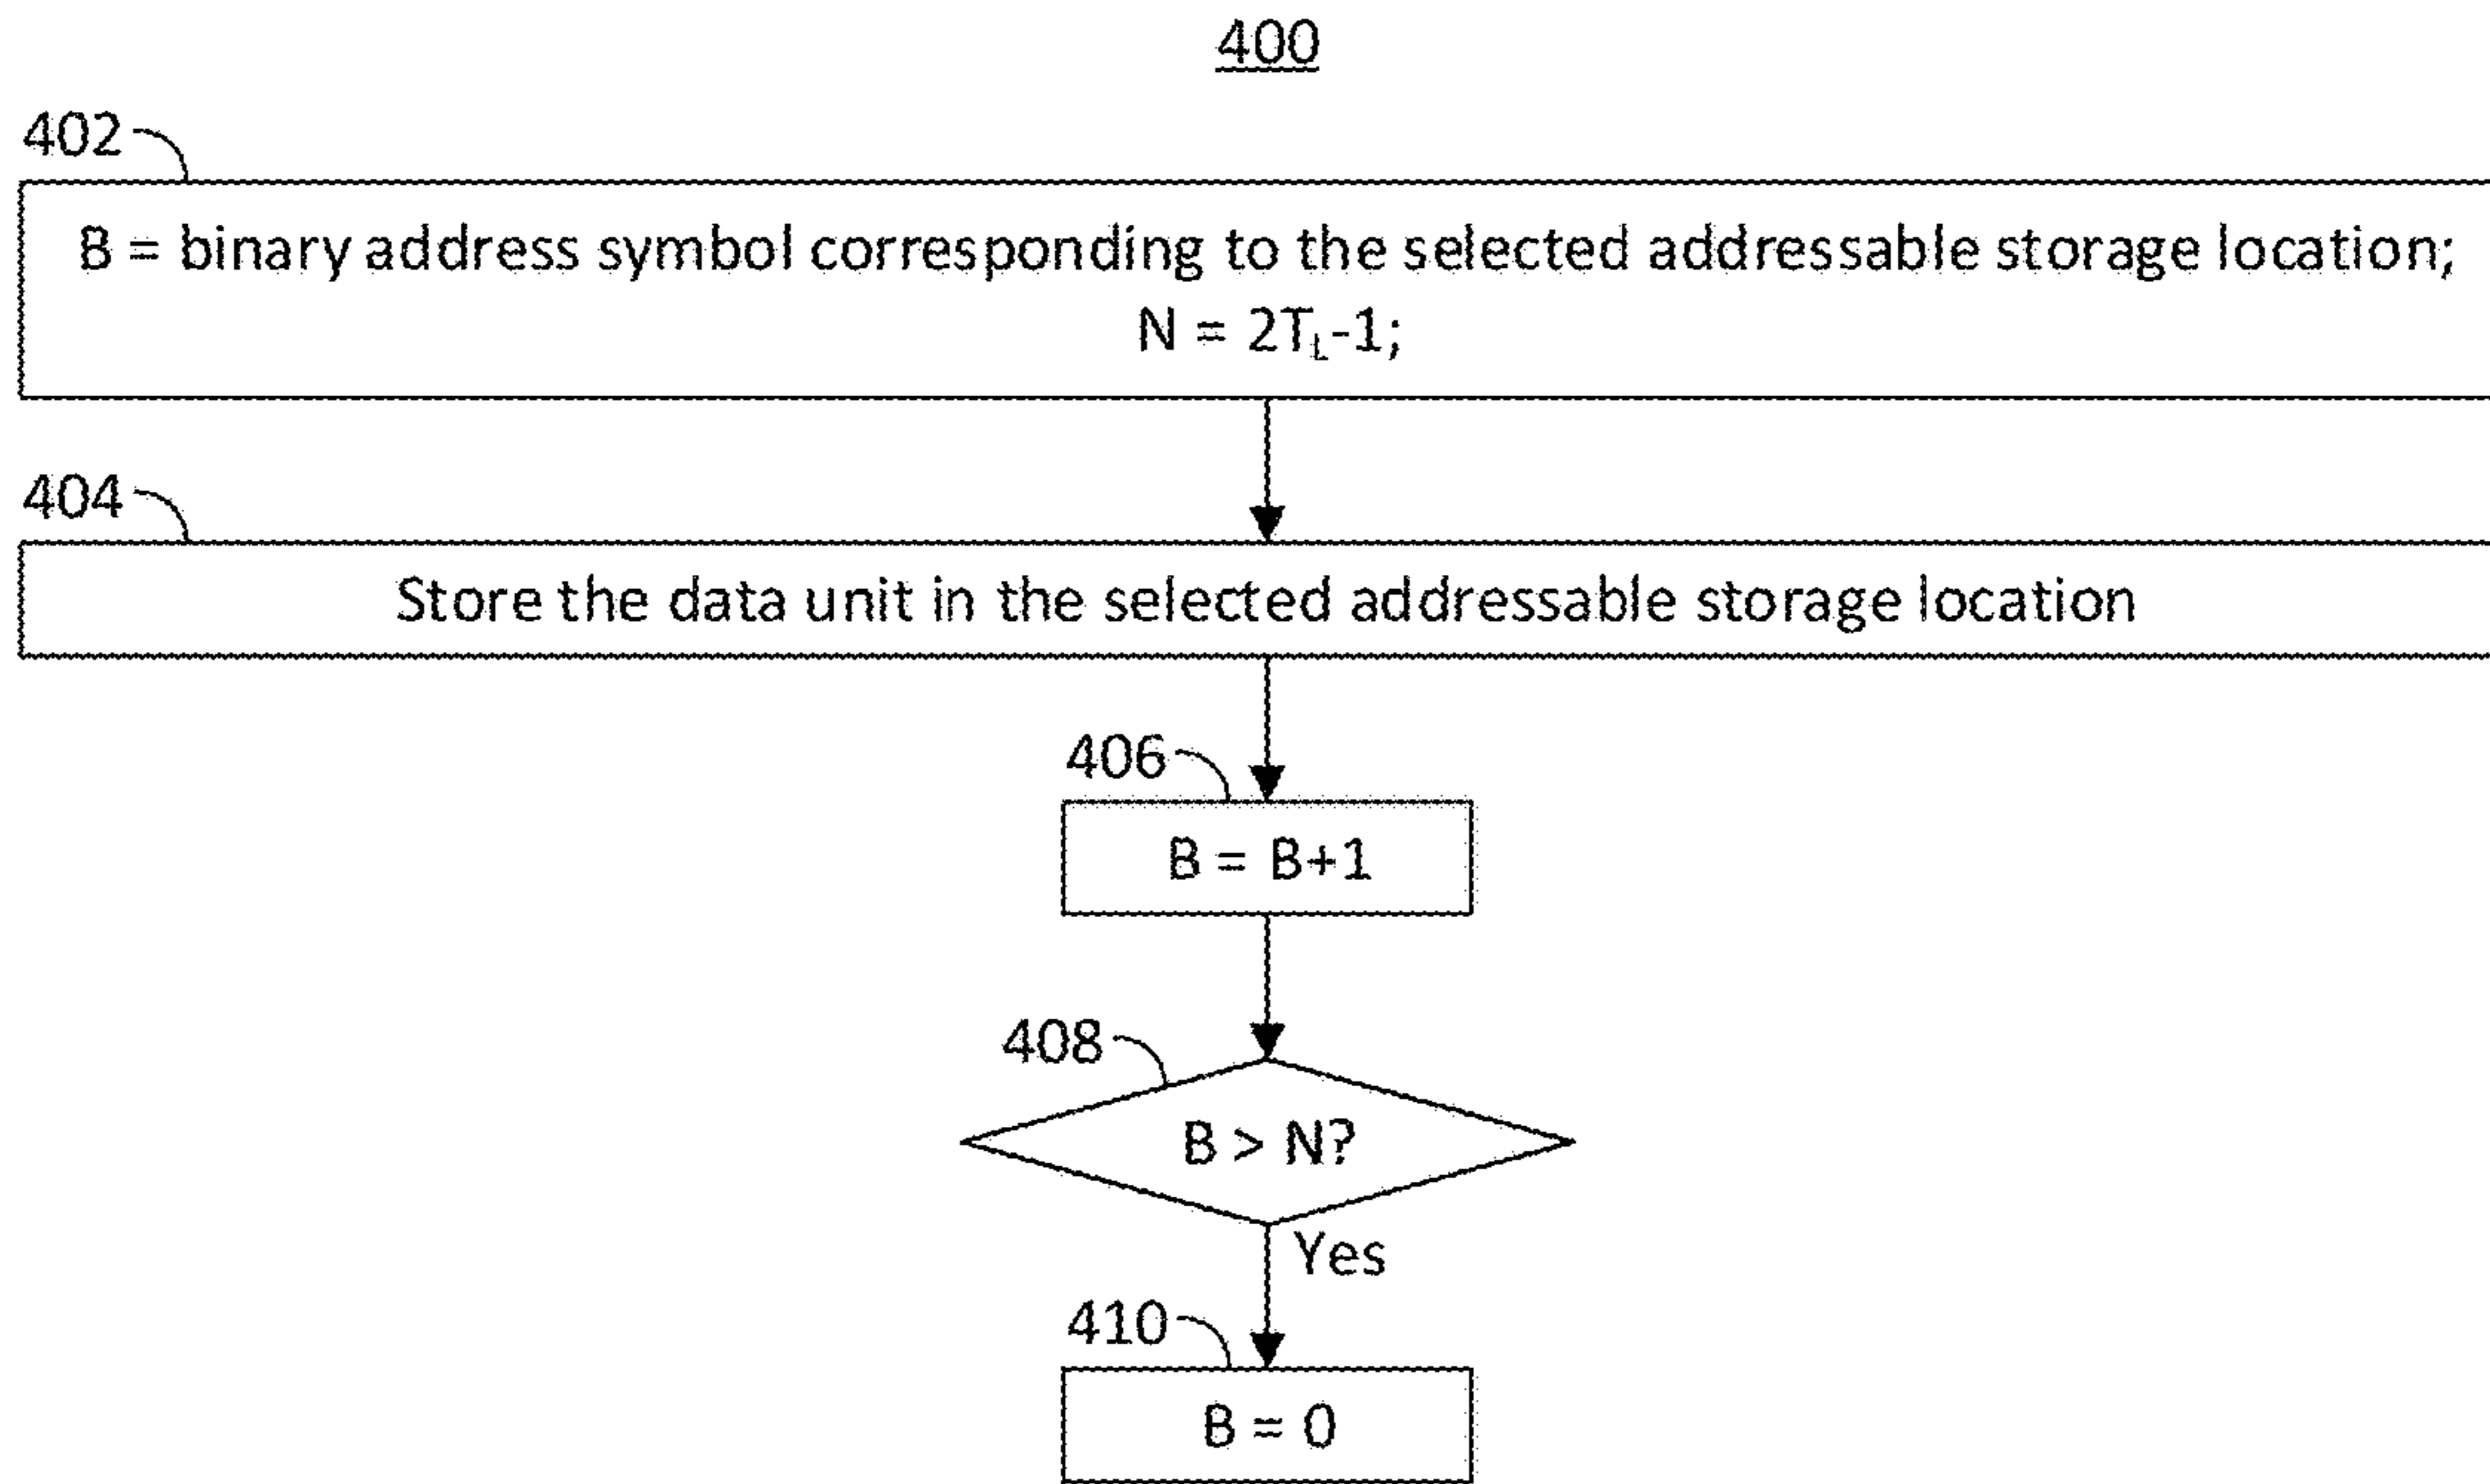 400
402
B = binary address symbol corresponding to the selected addressable storage location;
N = 2T_L-1;
404
Store the data unit in the selected addressable storage location
406
B = B+1
408
B > N?
Yes
410
B = 0